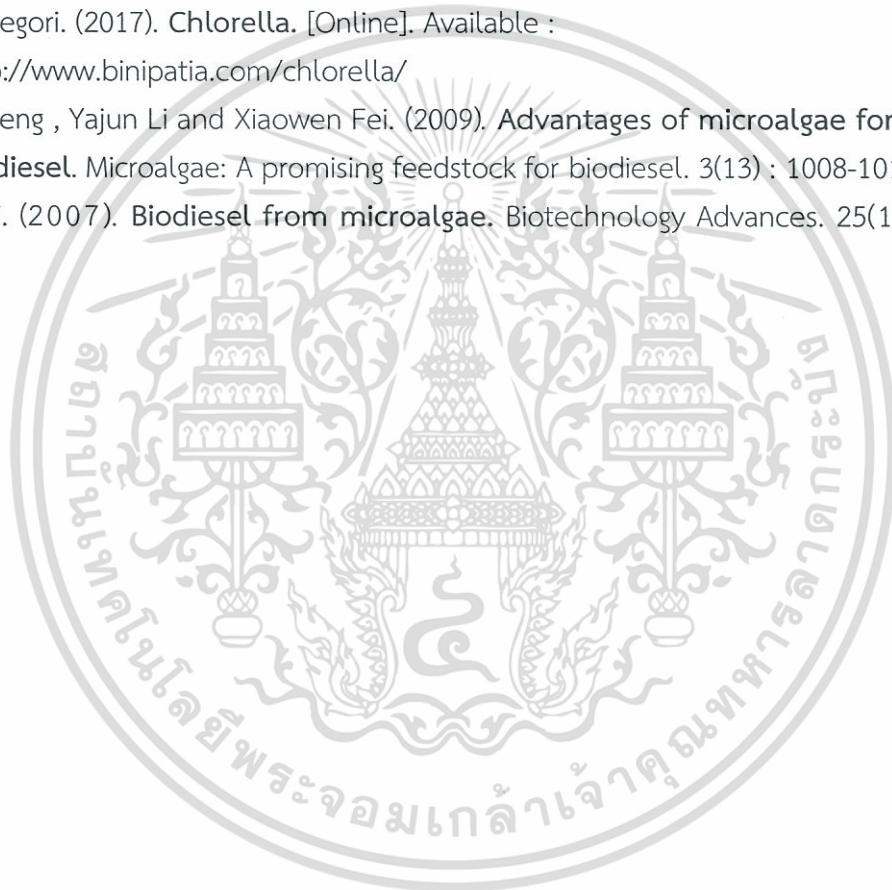 egori. (2017). Chlorella. [Online]. Available :
://www.binipatia.com/chlorella/
eng , Yajun Li and Xiaowen Fei. (2009). Advantages of microalgae for
diesel. Microalgae: A promising feedstock for biodiesel. 3(13) : 1008-10
. (2007). Biodiesel from microalgae. Biotechnology Advances. 25(1
สถาบันเทคโนโลยีพระจอมเกล้าเจ้าคุณทหารลาดกระบัง
๔